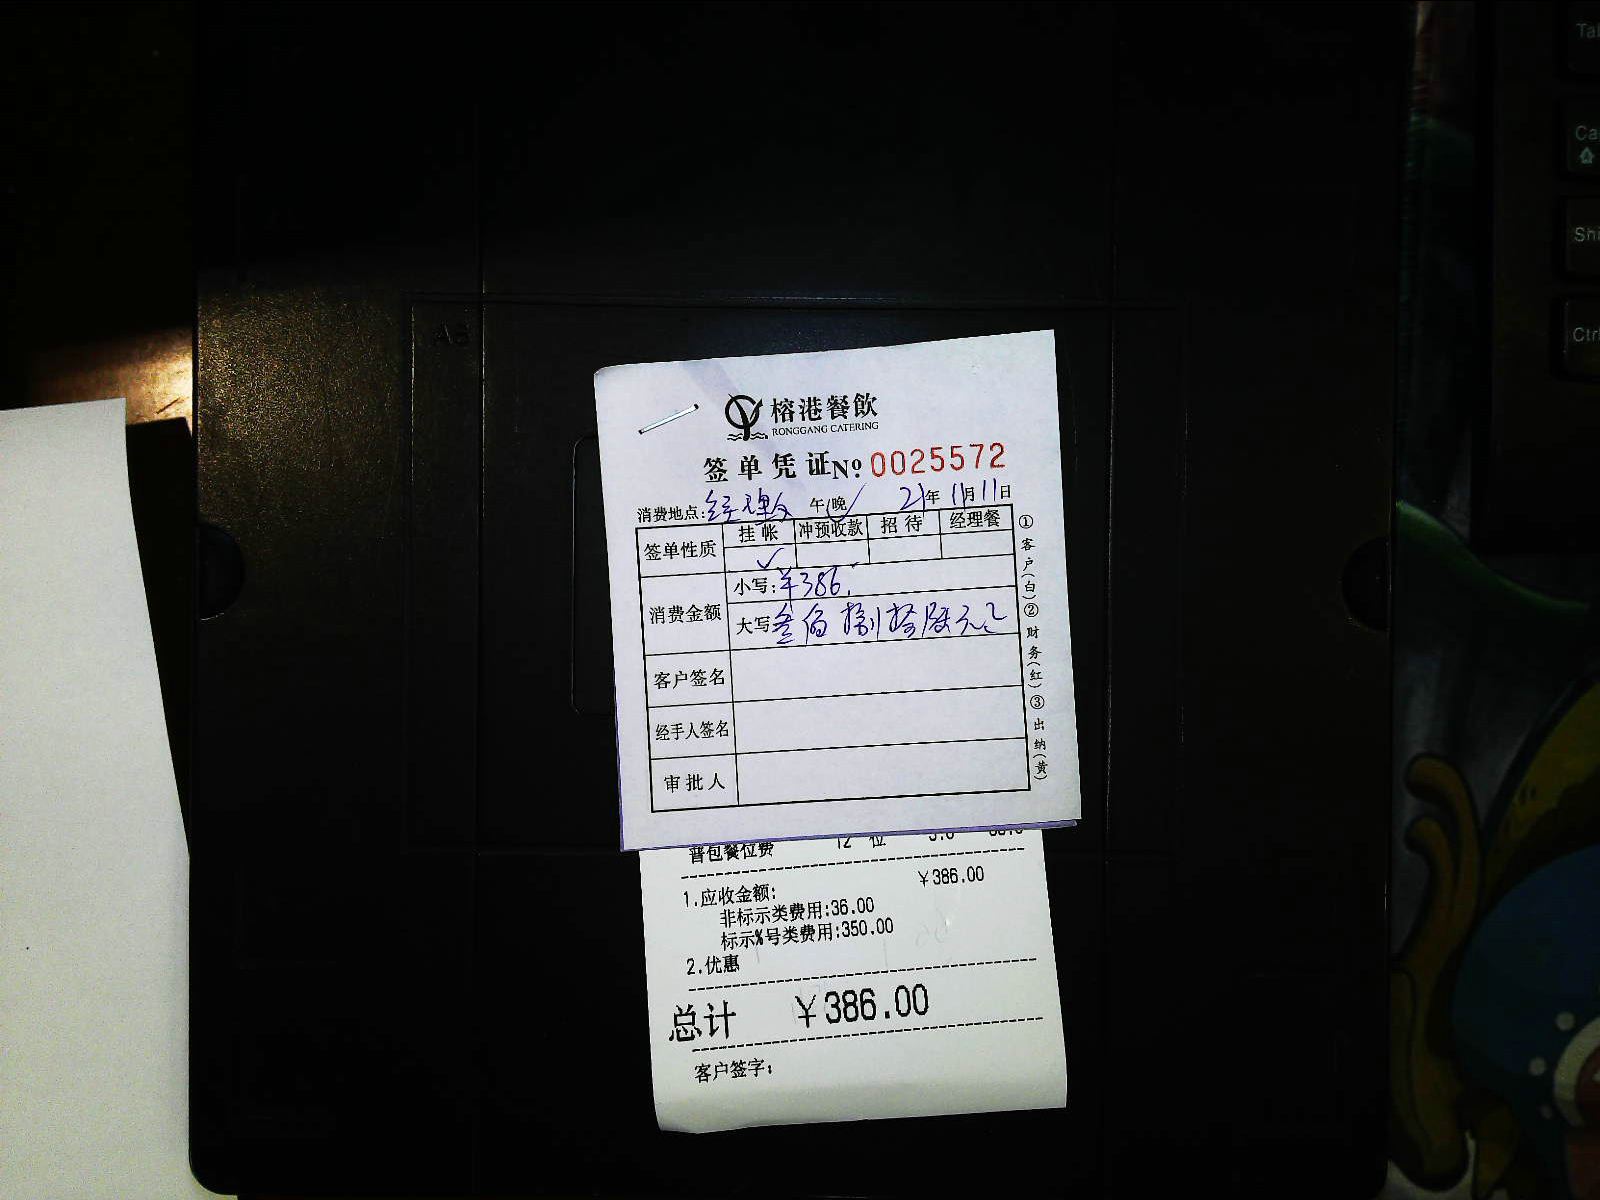 榕港餐飲
RONGGANG CATERING
签单凭证 Nº 0025572
消费地点: 午/晚 21年 11月 11日
签单性质 挂帐 冲预收款 招待 经理餐
✓
消费金额 小写: ¥386.
大写 叁佰捌拾陆元正
客户签名
经手人签名
审批人
①客户(白)②财务(红)③出纳(黄)
普包餐位费 12 位
1.应收金额: ¥386.00
非标示类费用:36.00
标示%号类费用:350.00
2.优惠
总计 ¥386.00
客户签字:
A3
Ctrl